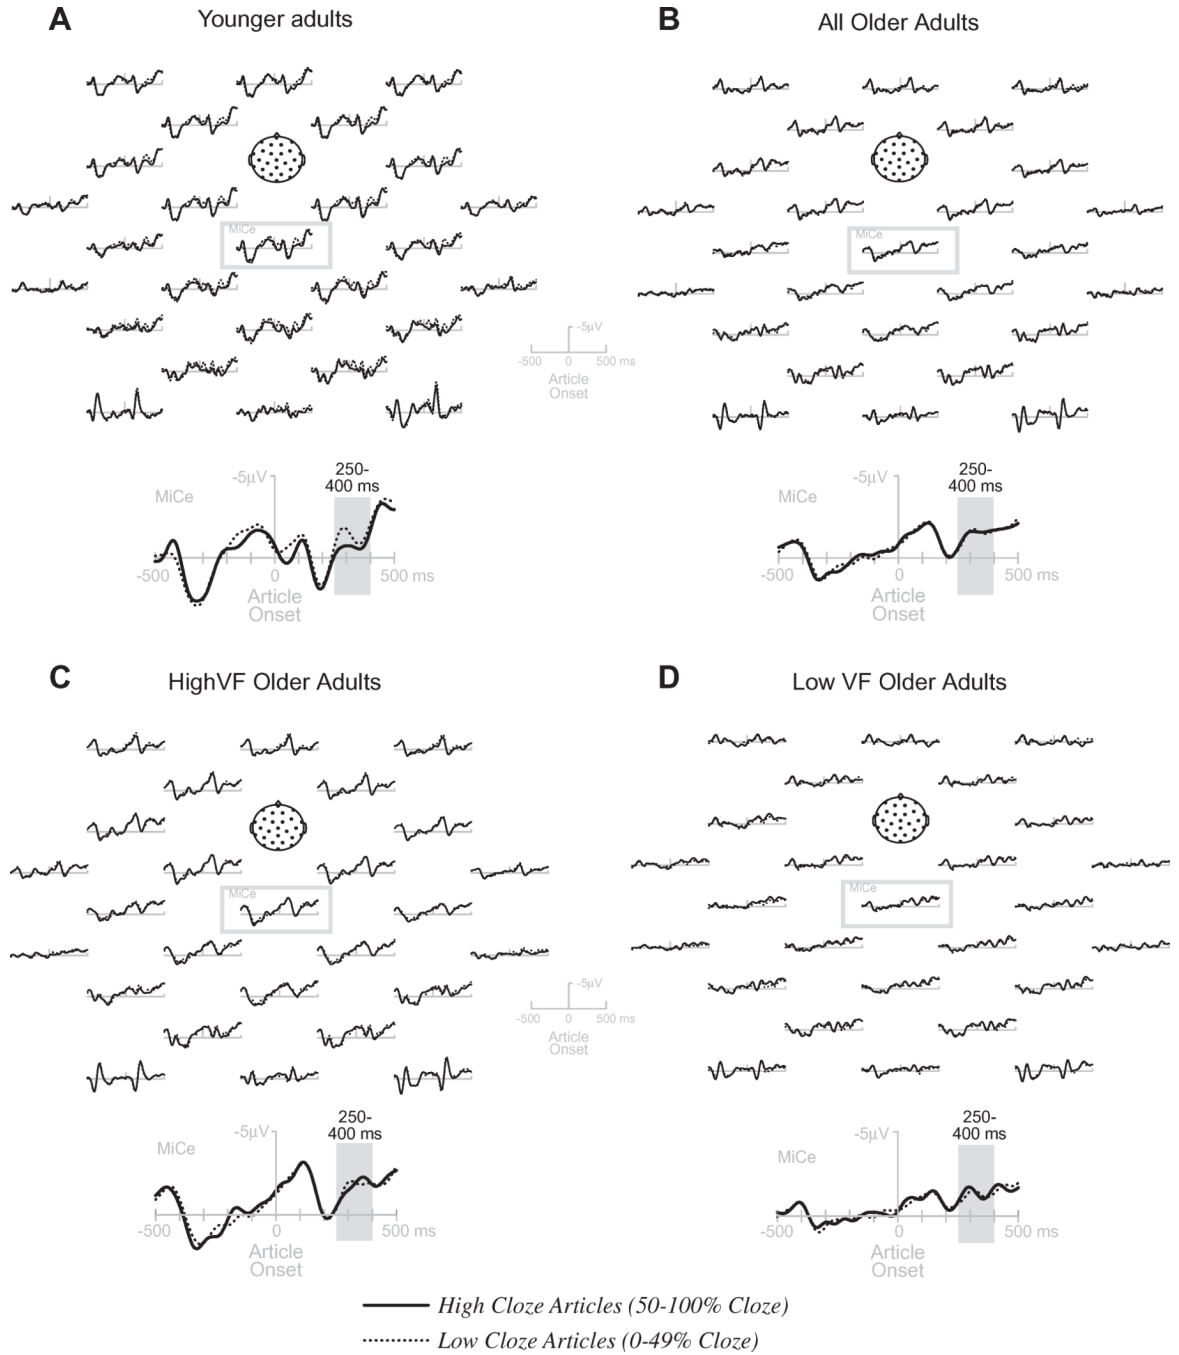 A
Younger adults
B
All Older Adults
MiCe
MiCe
-5µV
-500 0 500 ms
Article
Onset
-5µV
250-
400 ms
MiCe
-500 0 500 ms
Article
Onset
-5µV
250-
400 ms
MiCe
-500 0 500 ms
Article
Onset
C
HighVF Older Adults
D
Low VF Older Adults
MiCe
MiCe
-5µV
-500 0 500 ms
Article
Onset
250-
400 ms
-5µV
MiCe
-500 0 500 ms
Article
Onset
250-
400 ms
-5µV
MiCe
-500 0 500 ms
Article
Onset
High Cloze Articles (50-100% Cloze)
Low Cloze Articles (0-49% Cloze)